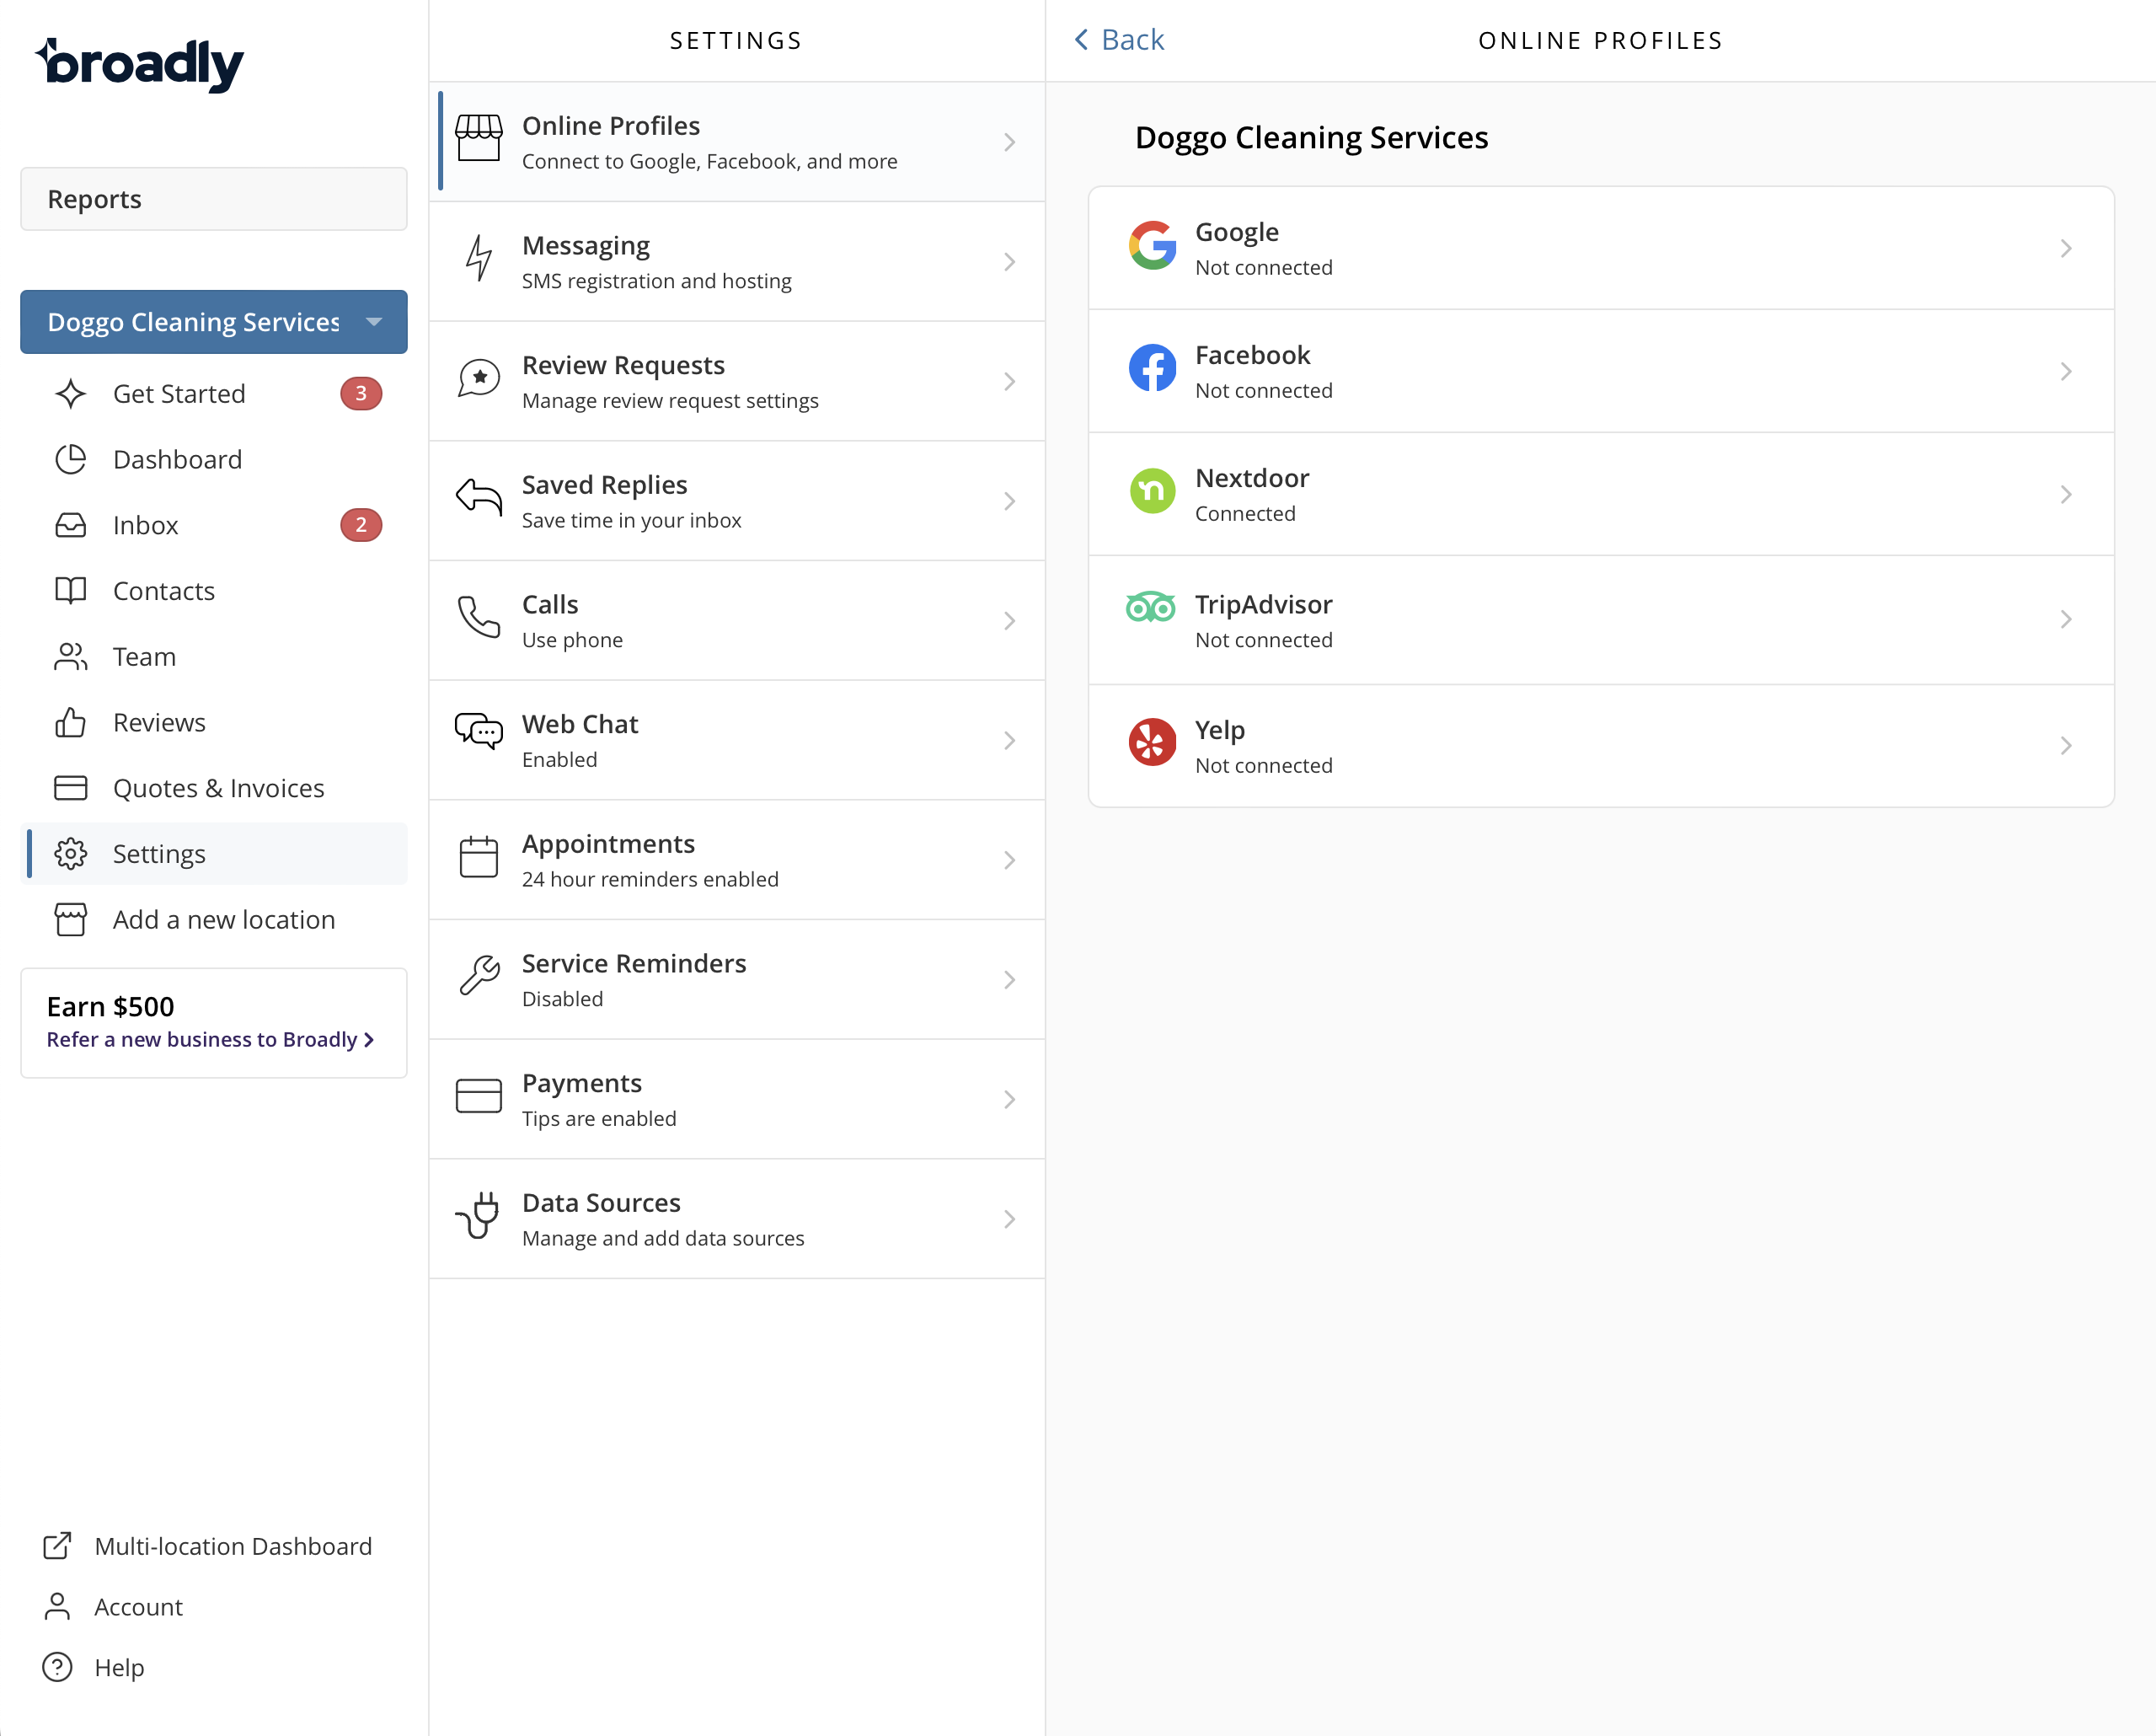 broadly
Reports
Doggo Cleaning Services
Get Started 3
Dashboard
Inbox 2
Contacts
Team
Reviews
Quotes & Invoices
Settings
Add a new location
Earn $500
Refer a new business to Broadly
Multi-location Dashboard
Account
Help
SETTINGS
Online Profiles
Connect to Google, Facebook, and more
Messaging
SMS registration and hosting
Review Requests
Manage review request settings
Saved Replies
Save time in your inbox
Calls
Use phone
Web Chat
Enabled
Appointments
24 hour reminders enabled
Service Reminders
Disabled
Payments
Tips are enabled
Data Sources
Manage and add data sources
Back
ONLINE PROFILES
Doggo Cleaning Services
Google
Not connected
Facebook
Not connected
Nextdoor
Connected
TripAdvisor
Not connected
Yelp
Not connected